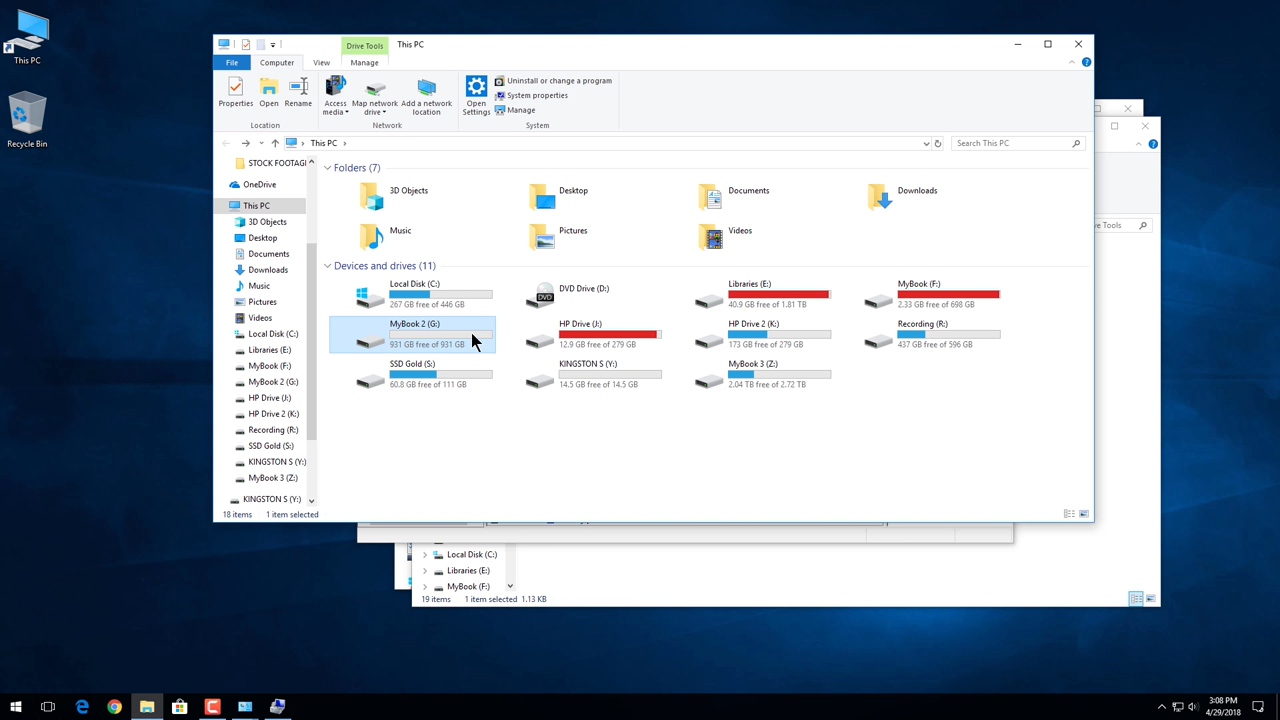 This PC
Recycle Bin
Drive Tools
This PC
File
Computer
View
Manage
Properties
Open
Rename
Access media
Map network drive
Add a network location
Open Settings
Uninstall or change a program
System properties
Manage
Location
Network
System
This PC
Search This PC
STOCK FOOTAG
OneDrive
This PC
3D Objects
Desktop
Documents
Downloads
Music
Pictures
Videos
Local Disk (C:)
Libraries (E:)
MyBook (F:)
MyBook 2 (G:)
HP Drive (J:)
HP Drive 2 (K:)
Recording (R:)
SSD Gold (S:)
KINGSTON S (Y:)
MyBook 3 (Z:)
KINGSTON S (Y:)
Folders (7)
3D Objects
Desktop
Documents
Downloads
Music
Pictures
Videos
Devices and drives (11)
Local Disk (C:)
267 GB free of 446 GB
DVD Drive (D:)
DVD
Libraries (E:)
40.9 GB free of 1.81 TB
MyBook (F:)
2.33 GB free of 698 GB
MyBook 2 (G:)
931 GB free of 931 GB
HP Drive (J:)
12.9 GB free of 279 GB
HP Drive 2 (K:)
173 GB free of 279 GB
Recording (R:)
437 GB free of 596 GB
SSD Gold (S:)
60.8 GB free of 111 GB
KINGSTON S (Y:)
14.5 GB free of 14.5 GB
MyBook 3 (Z:)
2.04 TB free of 2.72 TB
18 items
1 item selected
ve Tools
Local Disk (C:)
Libraries (E:)
MyBook (F:)
19 items
1 item selected 1.13 KB
3:08 PM
4/29/2018